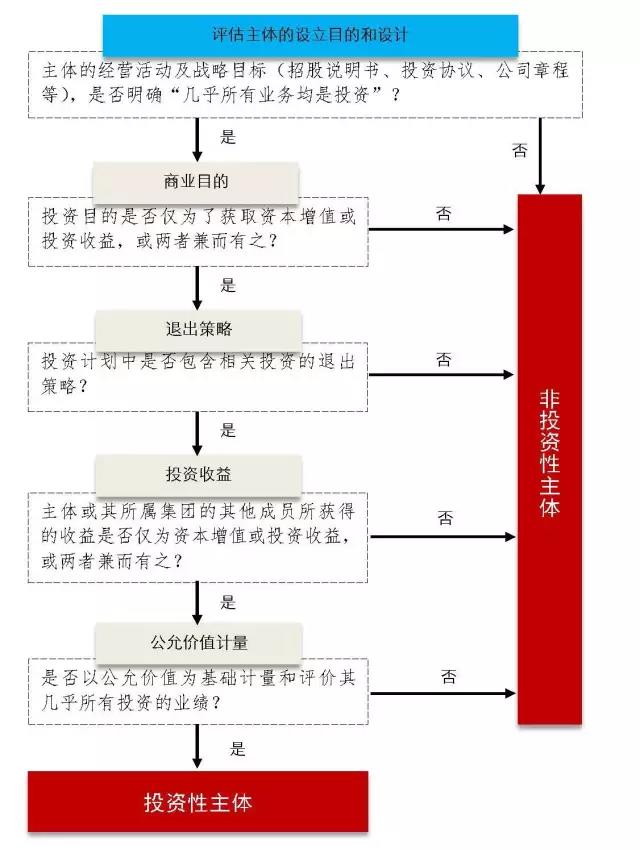 评估主体的设立目的和设计
主体的经营活动及战略目标（招股说明书、投资协议、公司章程
等），是否明确“几乎所有业务均是投资”？
是
否
商业目的
投资目的是否仅为了获取资本增值或
投资收益，或两者兼而有之？
否
是
退出策略
投资计划中是否包含相关投资的退出
策略？
否
是
投资收益
主体或其所属集团的其他成员所获得
的收益是否仅为资本增值或投资收益，
或两者兼而有之？
否
是
公允价值计量
是否以公允价值为基础计量和评价其
几乎所有投资的业绩？
否
是
非投资性主体
投资性主体